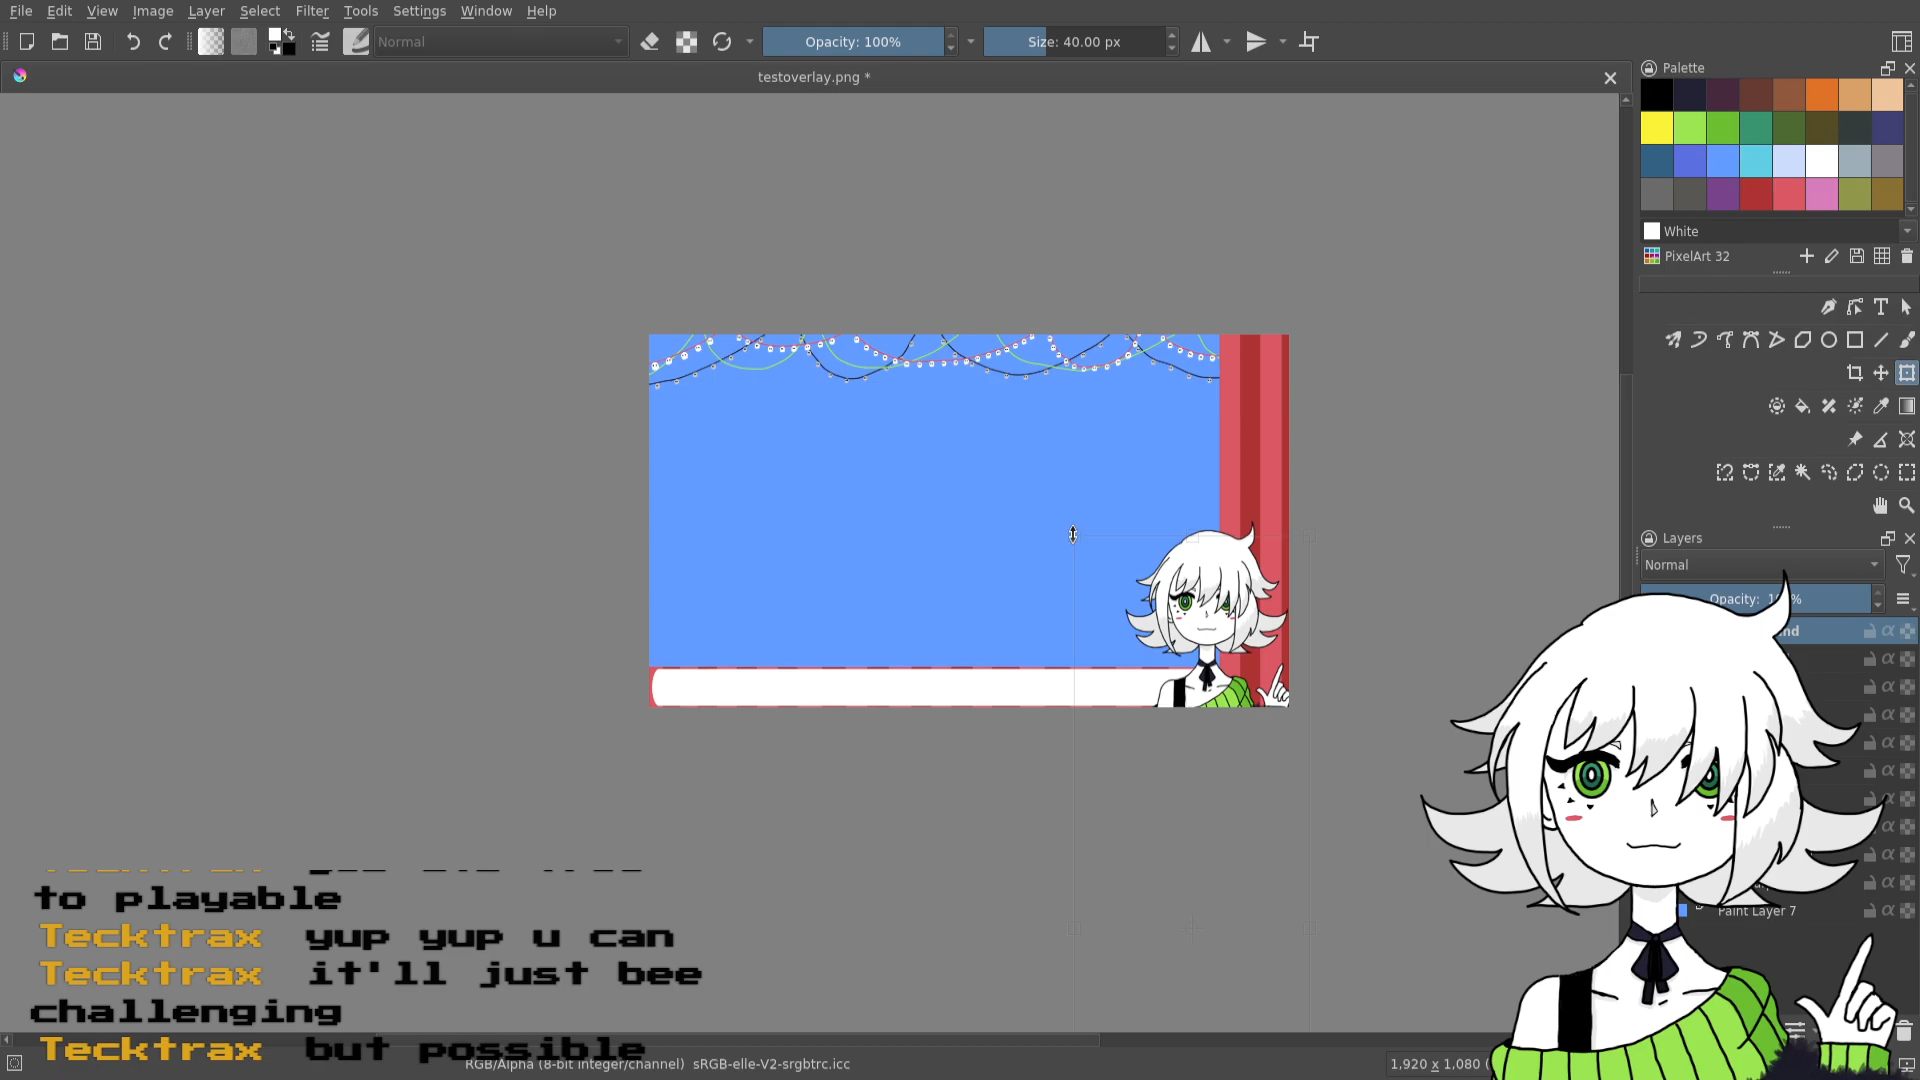 File Edit View Image Layer Select Filter Tools Settings Window Help
Normal Opacity: 100% Size: 40.00 px
testoverlay.png *
Palette
White
PixelArt 32
Layers
Normal
Opacity:
Paint Layer 7
to playable
Tecktrax yup yup u can
Tecktrax it'll just bee
challenging
Tecktrax but possible
RGB/Alpha (8-bit integer/channel) sRGB-elle-V2-srgbtrc.icc
1,920 x 1,080